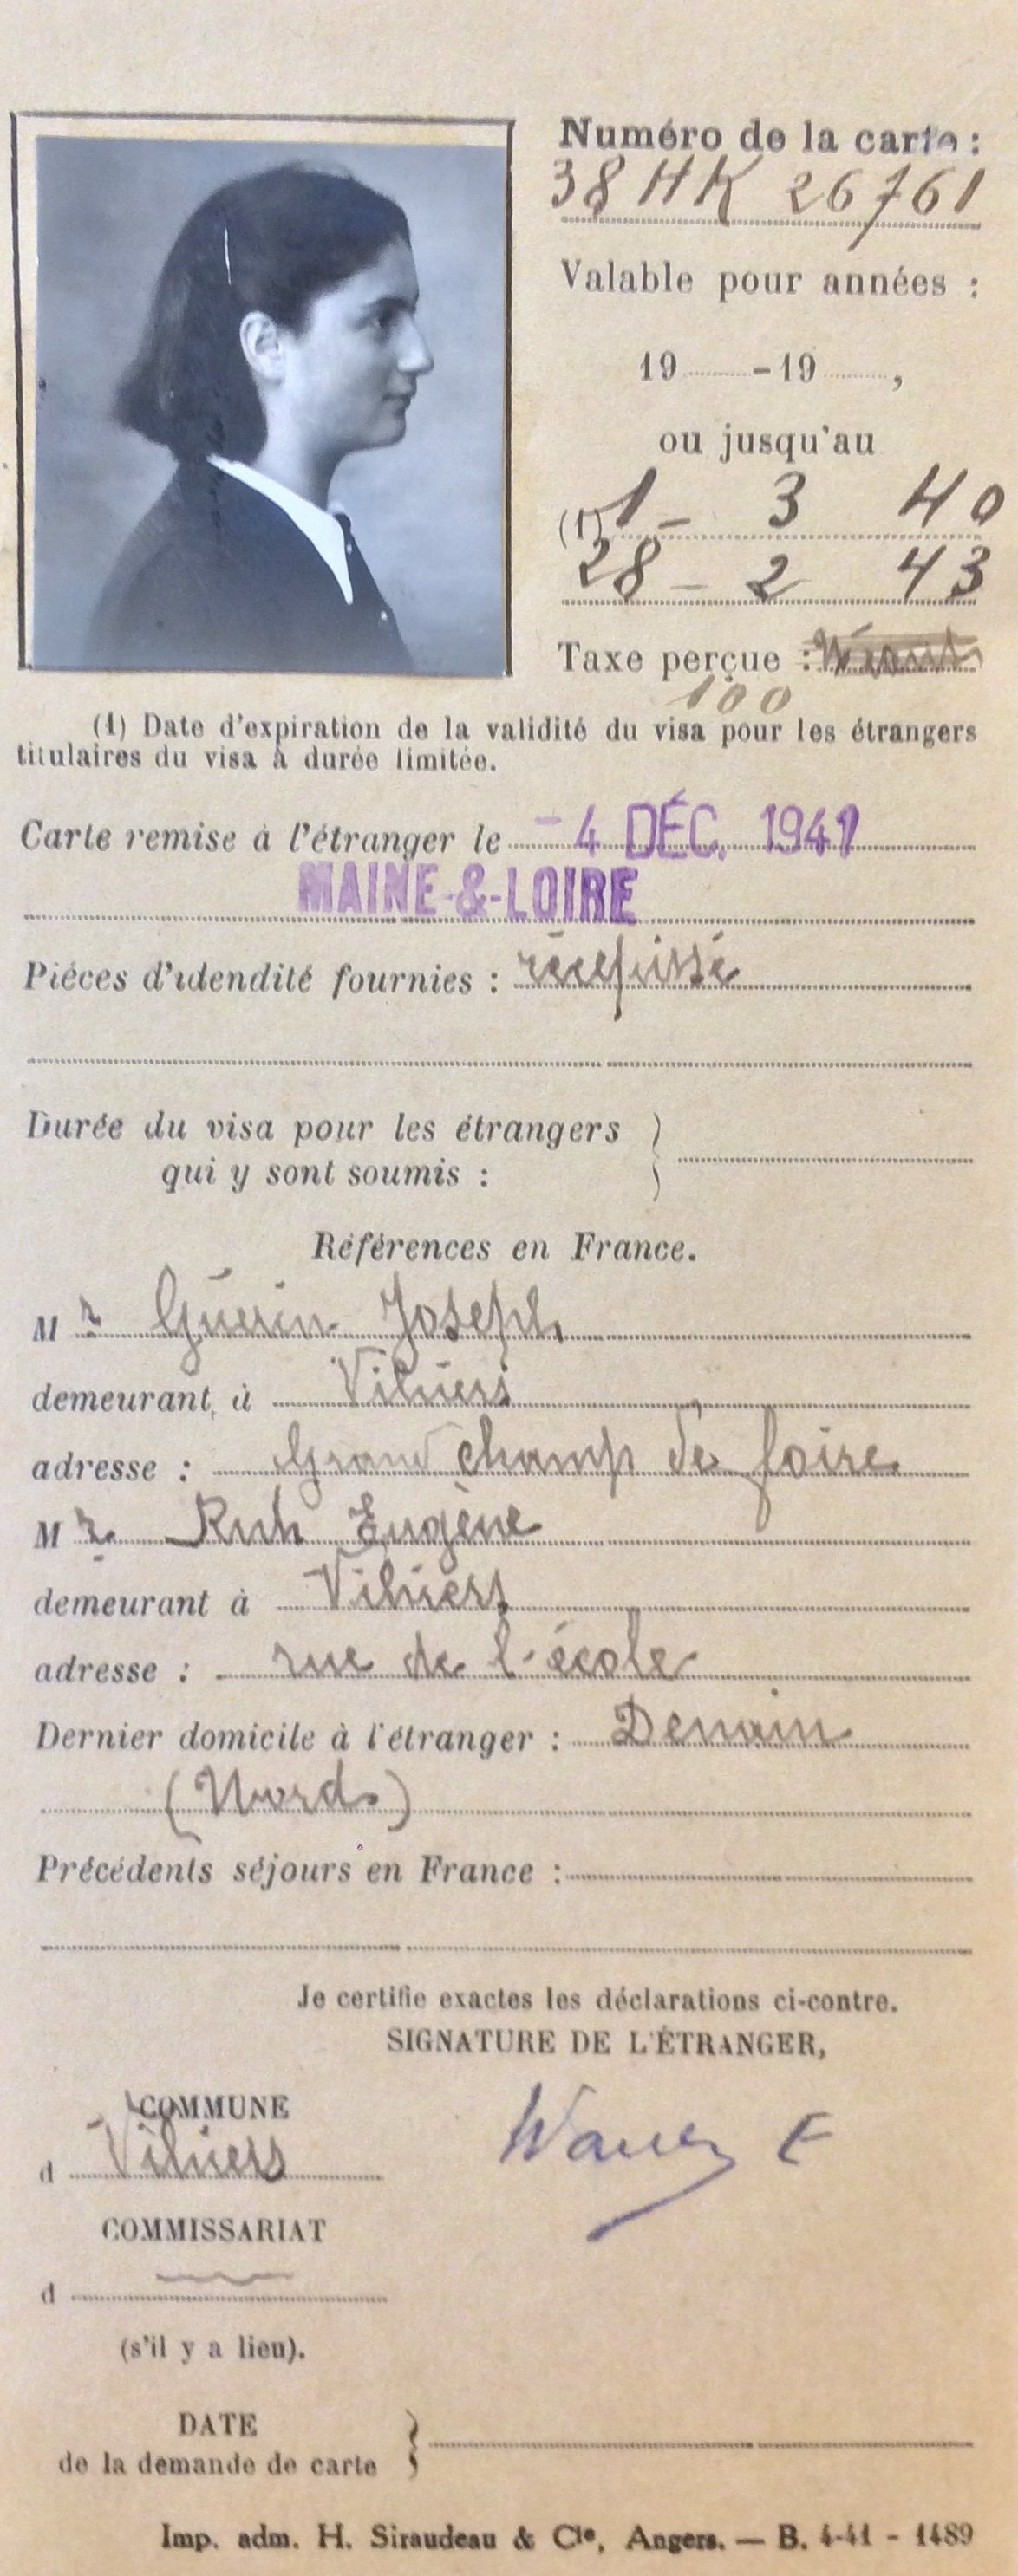 Numéro de la carte :
38 HK 26761
Valable pour années :
19 -19 ,
ou jusqu'au
(1) 1 - 3 40
28 - 2 43
Taxe perçue :
100
(1) Date d'expiration de la validité du visa pour les étrangers
titulaires du visa à durée limitée.
Carte remise à l'étranger le - 4 DÉC. 1941
MAINE-&-LOIRE
Pièces d'idendité fournies : récépissé
Durée du visa pour les étrangers
qui y sont soumis :
Références en France.
M r Guérin Joseph
demeurant à Vihiers
adresse : Grand champ de foire
M r Ruh Eugène
demeurant à Vihiers
adresse : rue de l'école
Dernier domicile à l'étranger : Denain
(Nord)
Précédents séjours en France :
Je certifie exactes les déclarations ci-contre.
SIGNATURE DE L'ÉTRANGER,
COMMUNE
d Vihiers
E
COMMISSARIAT
d
(s'il y a lieu).
DATE
de la demande de carte
Imp. adm. H. Siraudeau & Cie, Angers. — B. 4-41 - 1489